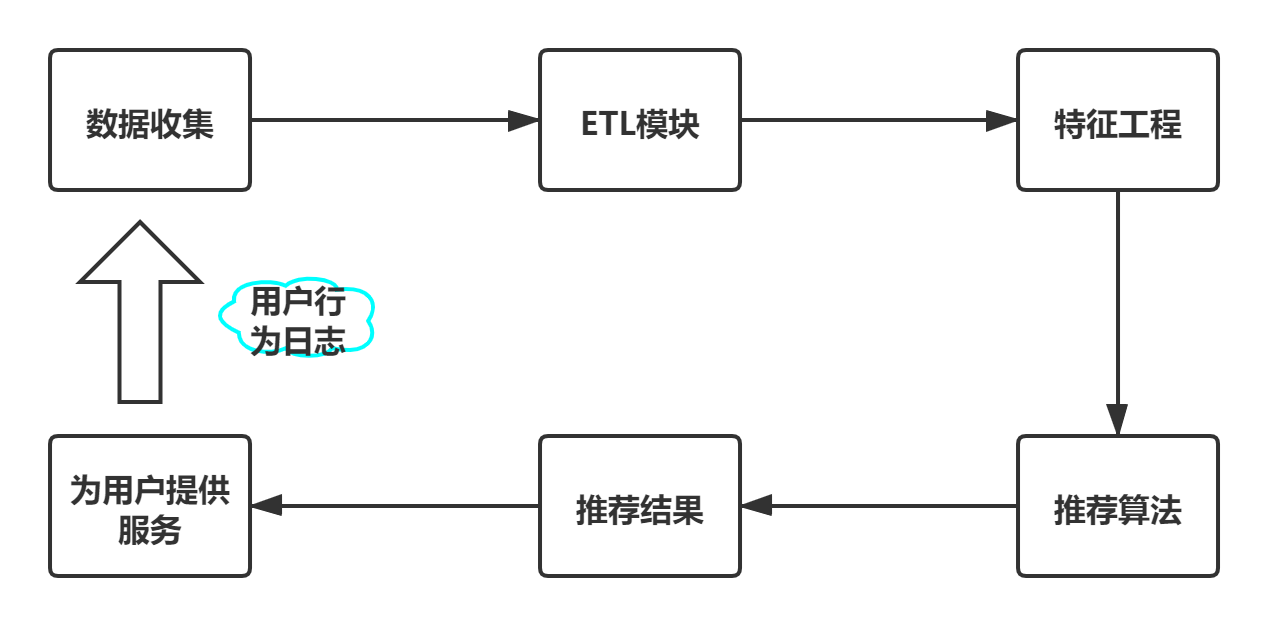 数据收集
ETL模块
特征工程
用户行
为日志
为用户提供
服务
推荐结果
推荐算法